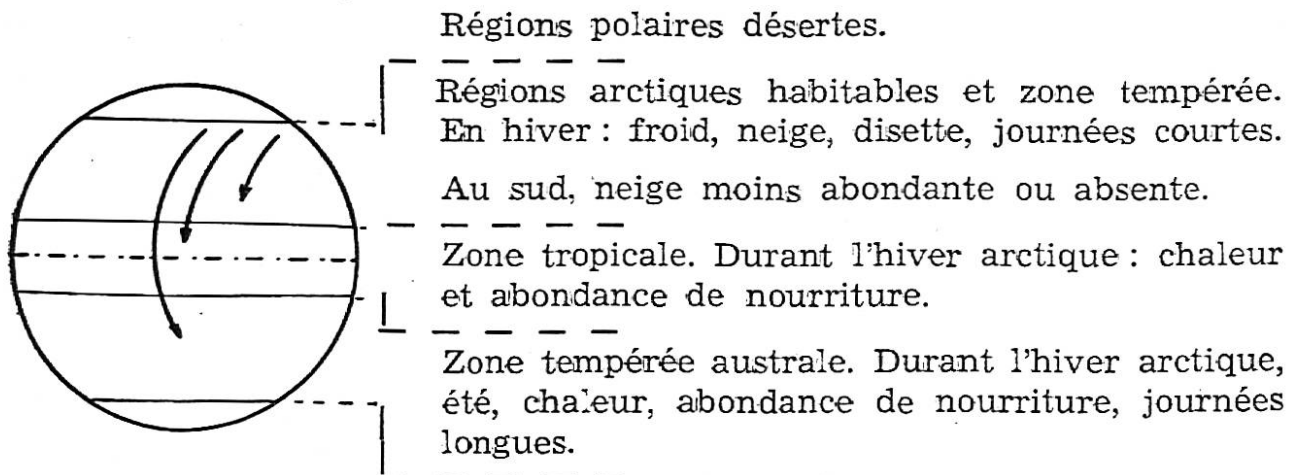 Régions polaires désertes.
Régions arctiques habitables et zone tempérée.
En hiver : froid, neige, disette, journées courtes.
Au sud, neige moins abondante ou absente.
Zone tropicale. Durant l'hiver arctique : chaleur
et abondance de nourriture.
Zone tempérée australe. Durant l'hiver arctique,
été, chaleur, abondance de nourriture, journées
longues.